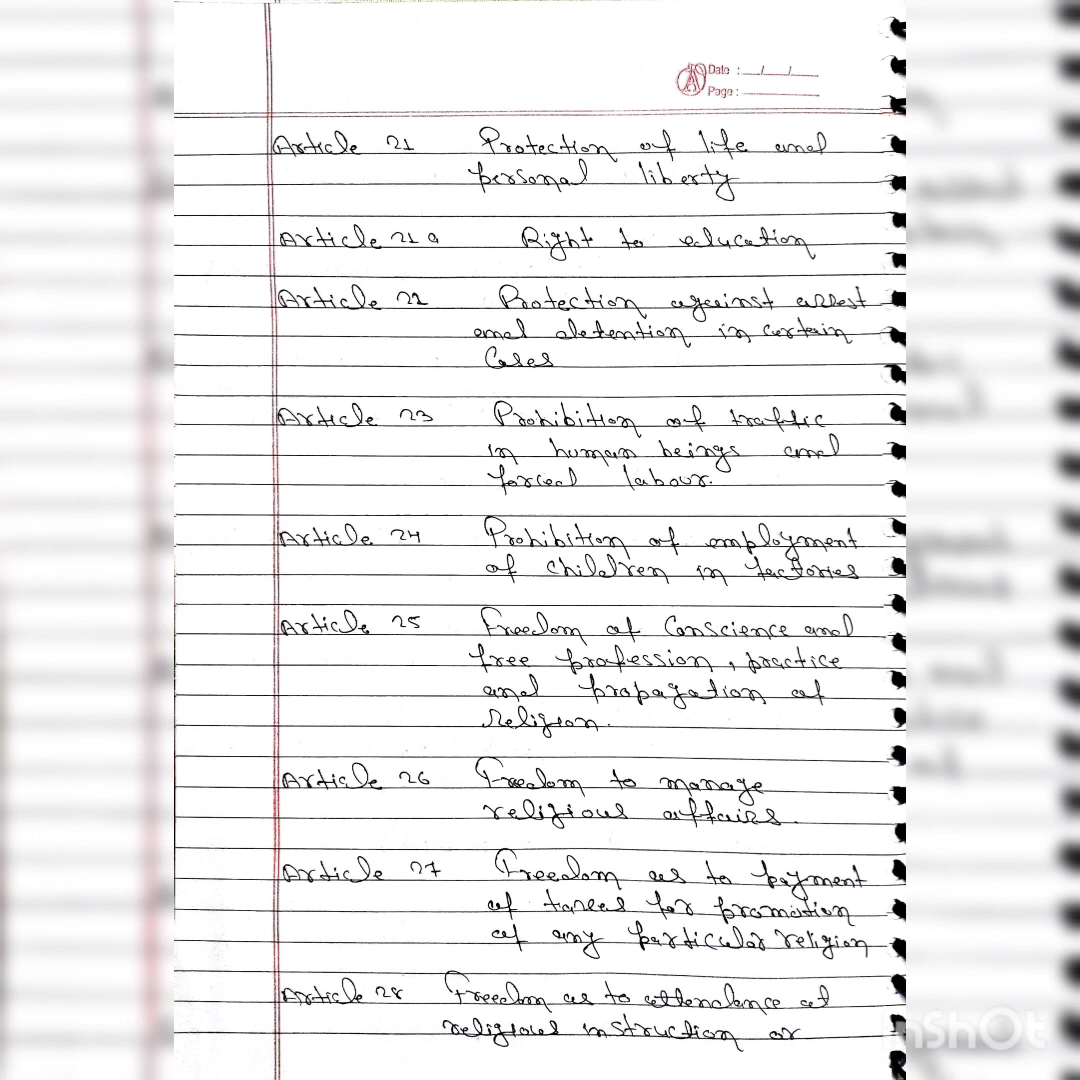 Date : __/__/__
Page :
Article 21 Protection of life and
personal liberty
Article 21 a Right to education
Article 22 Protection against arrest
and detention in certain
Cases
Article 23 Prohibition of traffic
in human beings and
forced labour.
Article 24 Prohibition of employment
of children in factories
Article 25 Freedom of Conscience and
free profession, practice
and propagation of
religion.
Article 26 Freedom to manage
religious affairs.
Article 27 Freedom as to payment
of taxes for promotion
of any particular religion
Article 28 Freedom as to attendance at
religious instruction or
InShOt